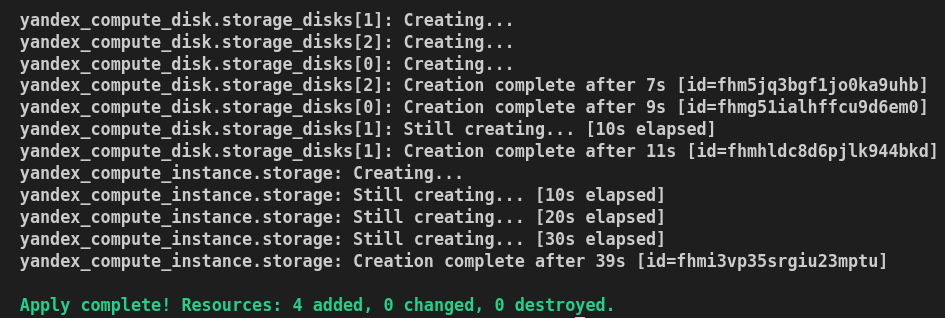 yandex_compute_disk.storage_disks[1]: Creating...
yandex_compute_disk.storage_disks[2]: Creating...
yandex_compute_disk.storage_disks[0]: Creating...
yandex_compute_disk.storage_disks[2]: Creation complete after 7s [id=fhm5jq3bgf1jo0ka9uhb]
yandex_compute_disk.storage_disks[0]: Creation complete after 9s [id=fhmg51ialhffcu9d6em0]
yandex_compute_disk.storage_disks[1]: Still creating... [10s elapsed]
yandex_compute_disk.storage_disks[1]: Creation complete after 11s [id=fhmhldc8d6pjlk944bkd]
yandex_compute_instance.storage: Creating...
yandex_compute_instance.storage: Still creating... [10s elapsed]
yandex_compute_instance.storage: Still creating... [20s elapsed]
yandex_compute_instance.storage: Still creating... [30s elapsed]
yandex_compute_instance.storage: Creation complete after 39s [id=fhmi3vp35srgiu23mptu]
Apply complete! Resources: 4 added, 0 changed, 0 destroyed.